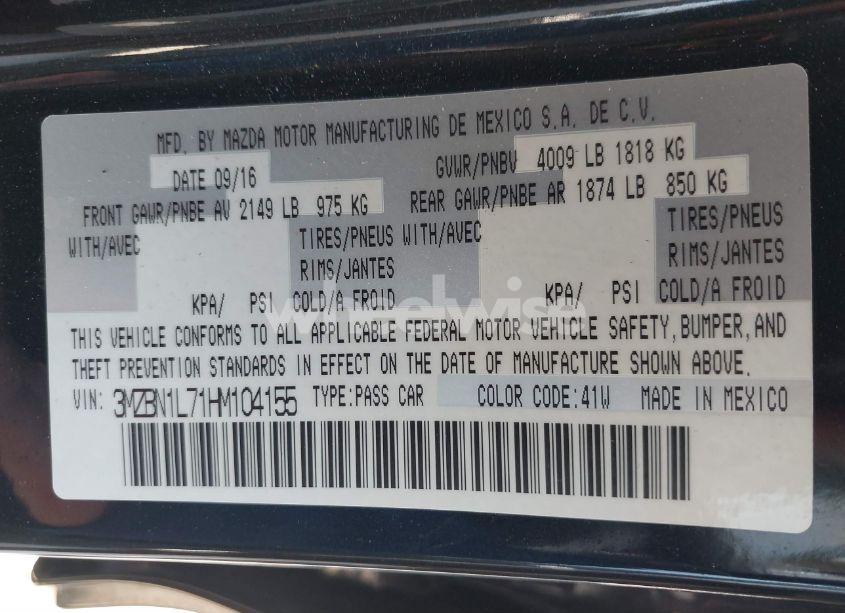 MFD. BY MAZDA MOTOR MANUFACTURING DE MEXICO S.A. DE C.V.
DATE 09/16 GVWR/PNBV 4009 LB 1818 KG
FRONT GAWR/PNBE AV 2149 LB 975 KG REAR GAWR/PNBE AR 1874 LB 850 KG
WITH/AVEC TIRES/PNEUS WITH/AVEC TIRES/PNEUS
RIMS/JANTES RIMS/JANTES
KPA/ PSI COLD/A FROID KPA/ PSI COLD/A FROID
wheelwise
THIS VEHICLE CONFORMS TO ALL APPLICABLE FEDERAL MOTOR VEHICLE SAFETY, BUMPER, AND
THEFT PREVENTION STANDARDS IN EFFECT ON THE DATE OF MANUFACTURE SHOWN ABOVE.
VIN: 3MZBN1L71HM104155 TYPE:PASS CAR COLOR CODE:41W MADE IN MEXICO